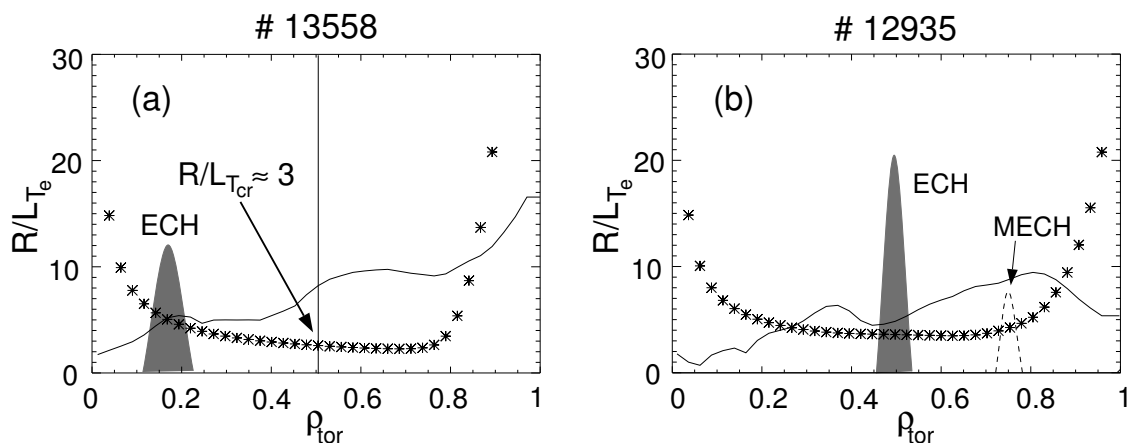 # 13558
30
20
10
0
R/L_Te
(a)
R/L_Tcr ≈ 3
ECH
0 0.2 0.4 0.6 0.8 1
ρ_tor
# 12935
30
20
10
0
R/L_Te
(b)
ECH
MECH
0 0.2 0.4 0.6 0.8 1
ρ_tor